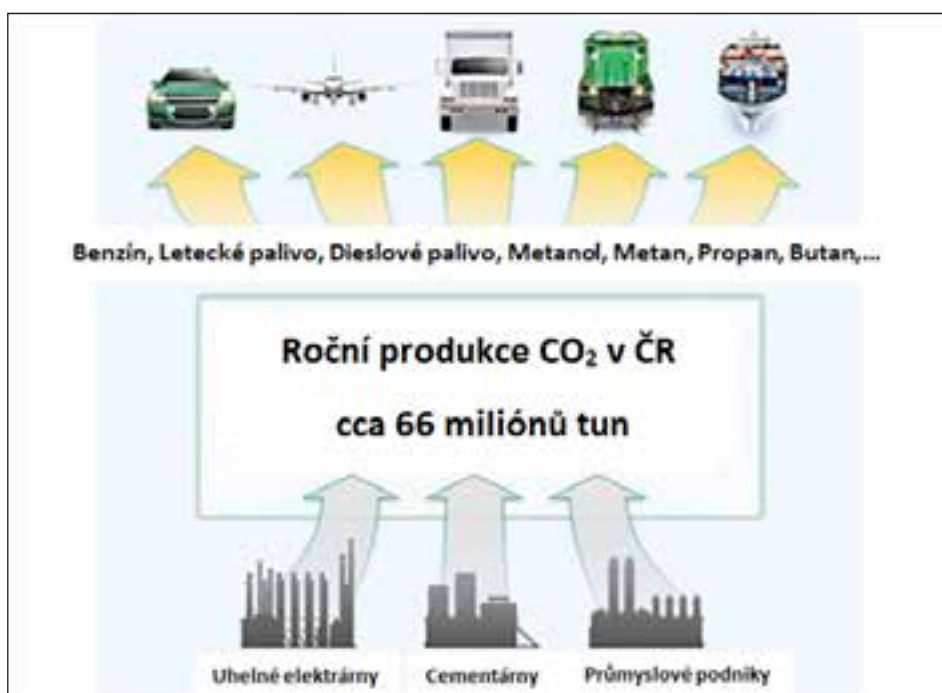 Benzín, Letecké palivo, Dieslové palivo, Metanol, Metan, Propan, Butan,...
Roční produkce CO₂ v ČR
cca 66 miliónů tun
Uhelné elektrárny
Cementárny
Průmyslové podniky